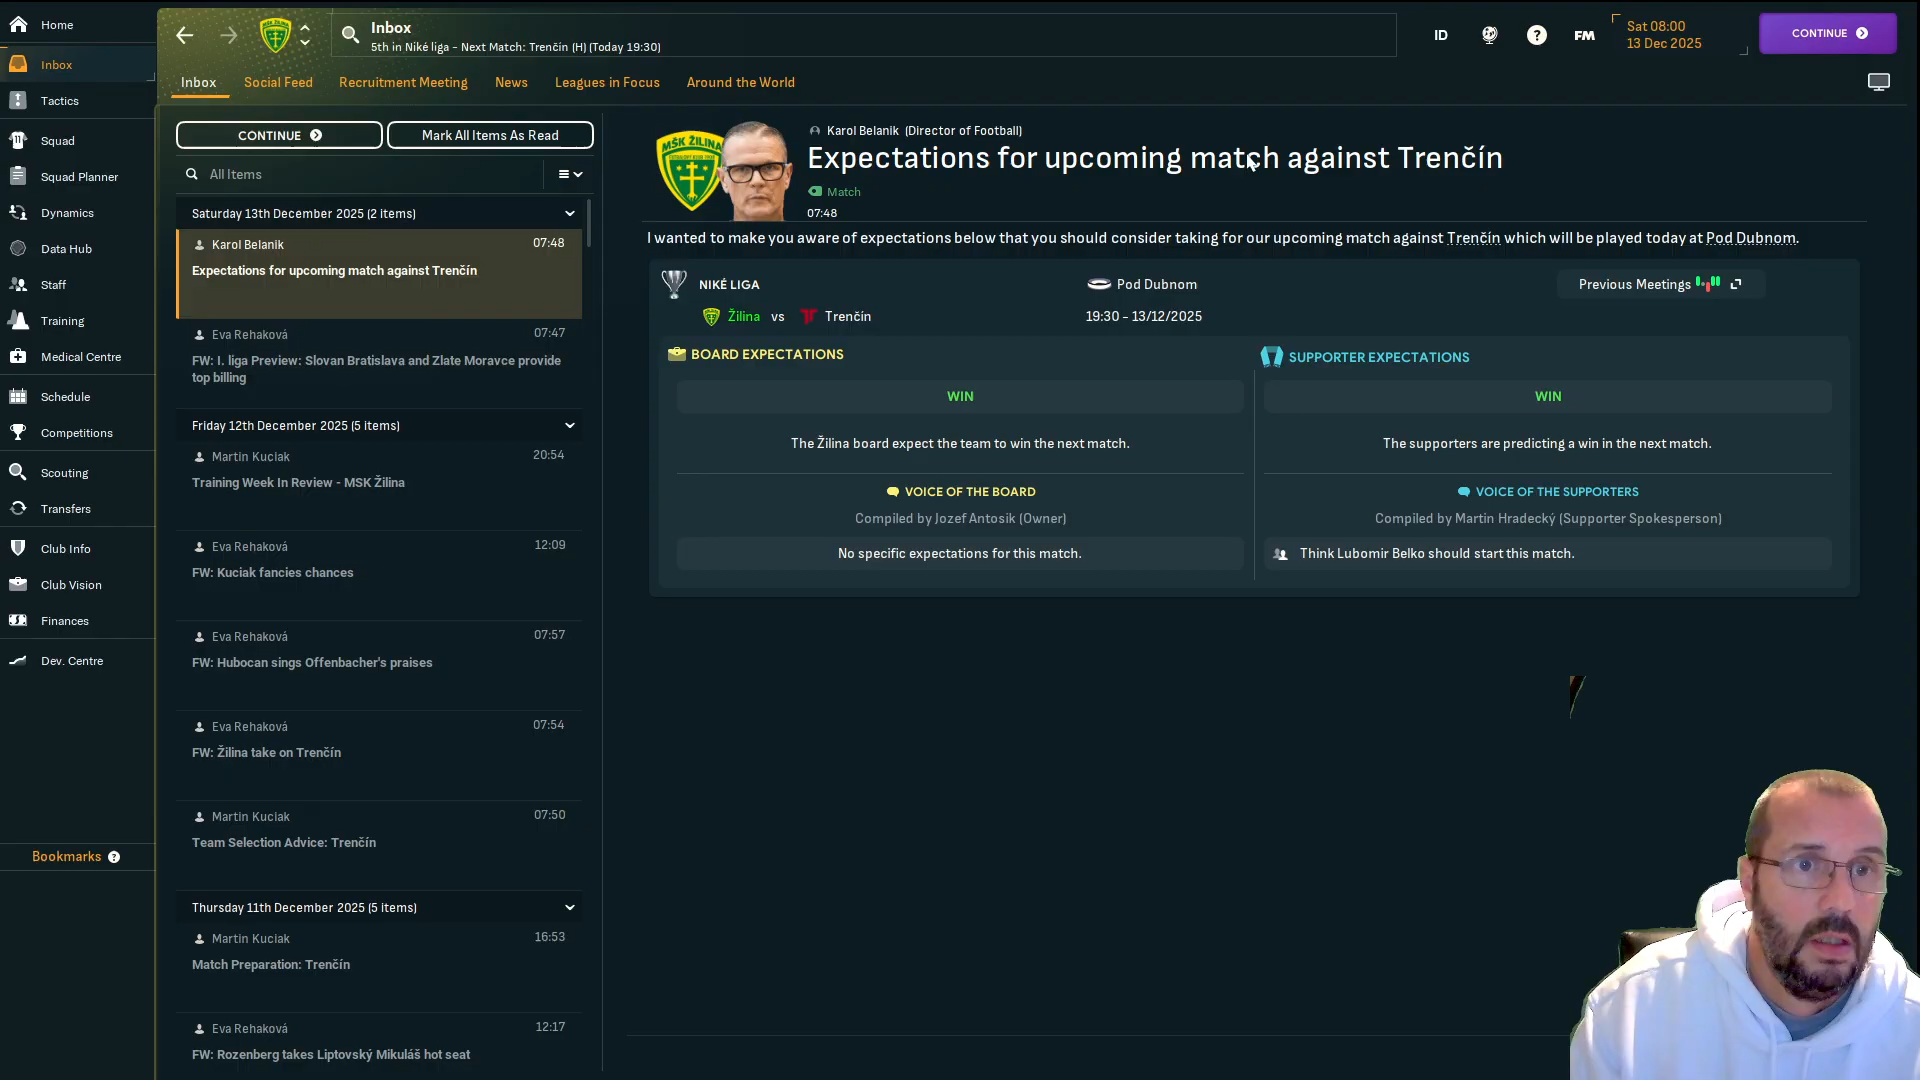 Home
Inbox
Tactics
Squad
Squad Planner
Dynamics
Data Hub
Staff
Training
Medical Centre
Schedule
Competitions
Scouting
Transfers
Club Info
Club Vision
Finances
Dev. Centre
Bookmarks ?
Inbox
5th in Niké liga - Next Match: Trenčín (H) (Today 19:30)
ID
?
FM
Sat 08:00
13 Dec 2025
CONTINUE
Inbox
Social Feed
Recruitment Meeting
News
Leagues in Focus
Around the World
CONTINUE
Mark All Items As Read
All Items
Saturday 13th December 2025 (2 items)
Karol Belanik 07:48
Expectations for upcoming match against Trenčín
Eva Rehaková 07:47
FW: I. liga Preview: Slovan Bratislava and Zlate Moravce provide
top billing
Friday 12th December 2025 (5 items)
Martin Kuciak 20:54
Training Week In Review - MSK Žilina
Eva Rehaková 12:09
FW: Kuciak fancies chances
Eva Rehaková 07:57
FW: Hubocan sings Offenbacher's praises
Eva Rehaková 07:54
FW: Žilina take on Trenčín
Martin Kuciak 07:50
Team Selection Advice: Trenčín
Thursday 11th December 2025 (5 items)
Martin Kuciak 16:53
Match Preparation: Trenčín
Eva Rehaková 12:17
FW: Rozenberg takes Liptovský Mikuláš hot seat
MŠK ŽILINA
Karol Belanik (Director of Football)
Expectations for upcoming match against Trenčín
Match
07:48
I wanted to make you aware of expectations below that you should consider taking for our upcoming match against Trenčín which will be played today at Pod Dubnom.
NIKÉ LIGA
Pod Dubnom
Previous Meetings
Žilina vs Trenčín
19:30 - 13/12/2025
BOARD EXPECTATIONS
WIN
The Žilina board expect the team to win the next match.
VOICE OF THE BOARD
Compiled by Jozef Antosik (Owner)
No specific expectations for this match.
SUPPORTER EXPECTATIONS
WIN
The supporters are predicting a win in the next match.
VOICE OF THE SUPPORTERS
Compiled by Martin Hradecký (Supporter Spokesperson)
Think Lubomir Belko should start this match.